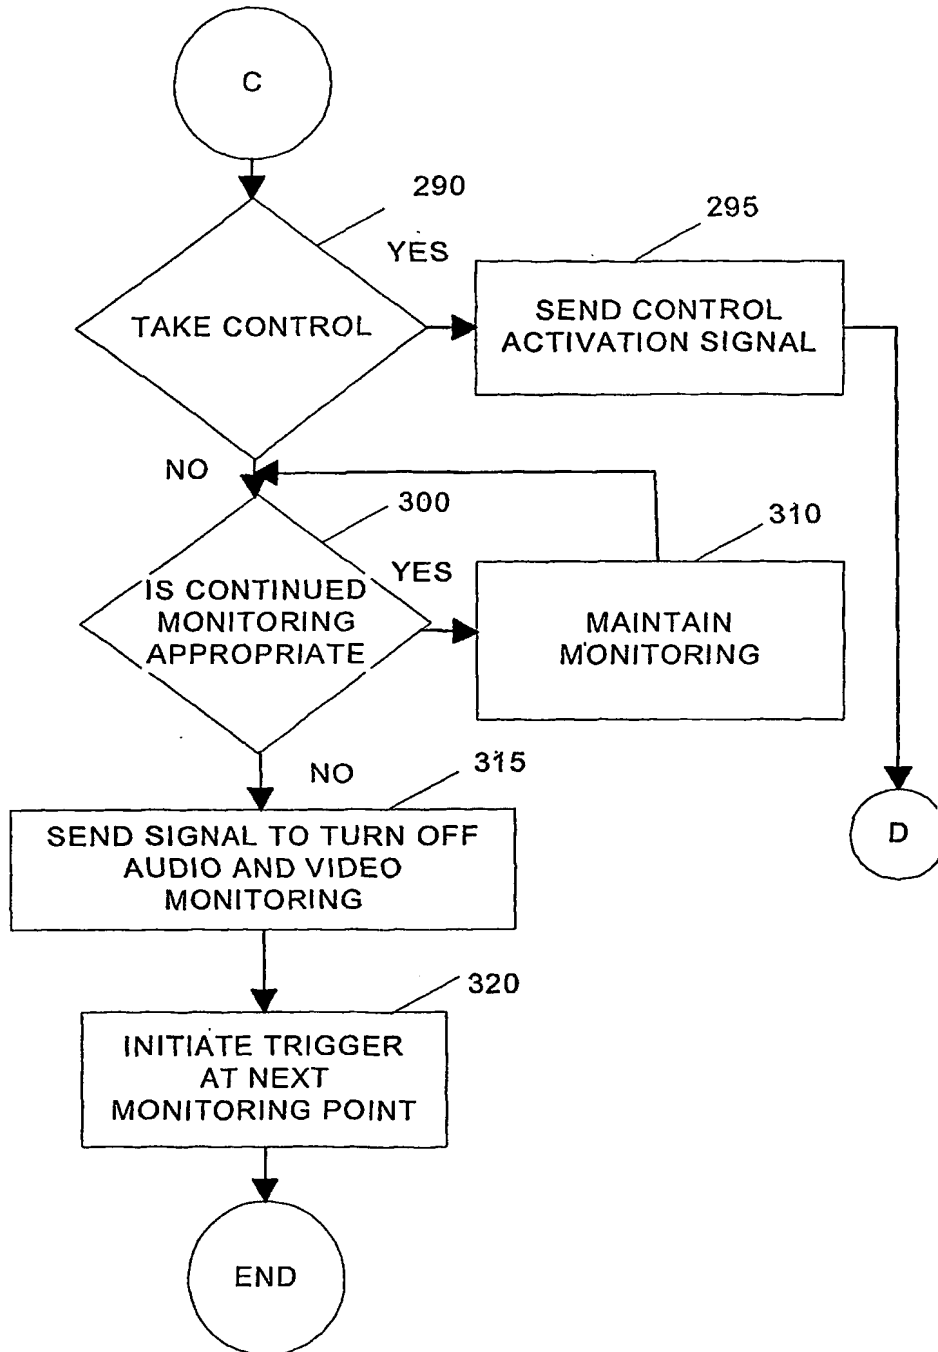 C
290
YES
295
TAKE CONTROL
SEND CONTROL
ACTIVATION SIGNAL
NO
300
310
YES
IS CONTINUED
MONITORING
APPROPRIATE
MAINTAIN
MONITORING
NO
315
SEND SIGNAL TO TURN OFF
AUDIO AND VIDEO
MONITORING
D
320
INITIATE TRIGGER
AT NEXT
MONITORING POINT
END